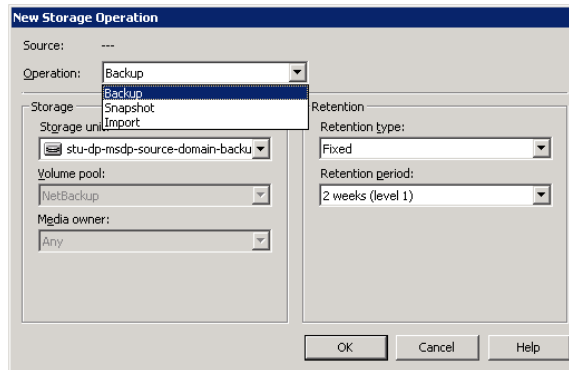 New Storage Operation
Source: ---
Operation: Backup
Backup
Snapshot
Import
Storage
Storage
stu-dp-msdp-source-domain-backu
Volume pool:
NetBackup
Media owner:
Any
Retention
Retention type:
Fixed
Retention period:
2 weeks (level 1)
OK Cancel Help